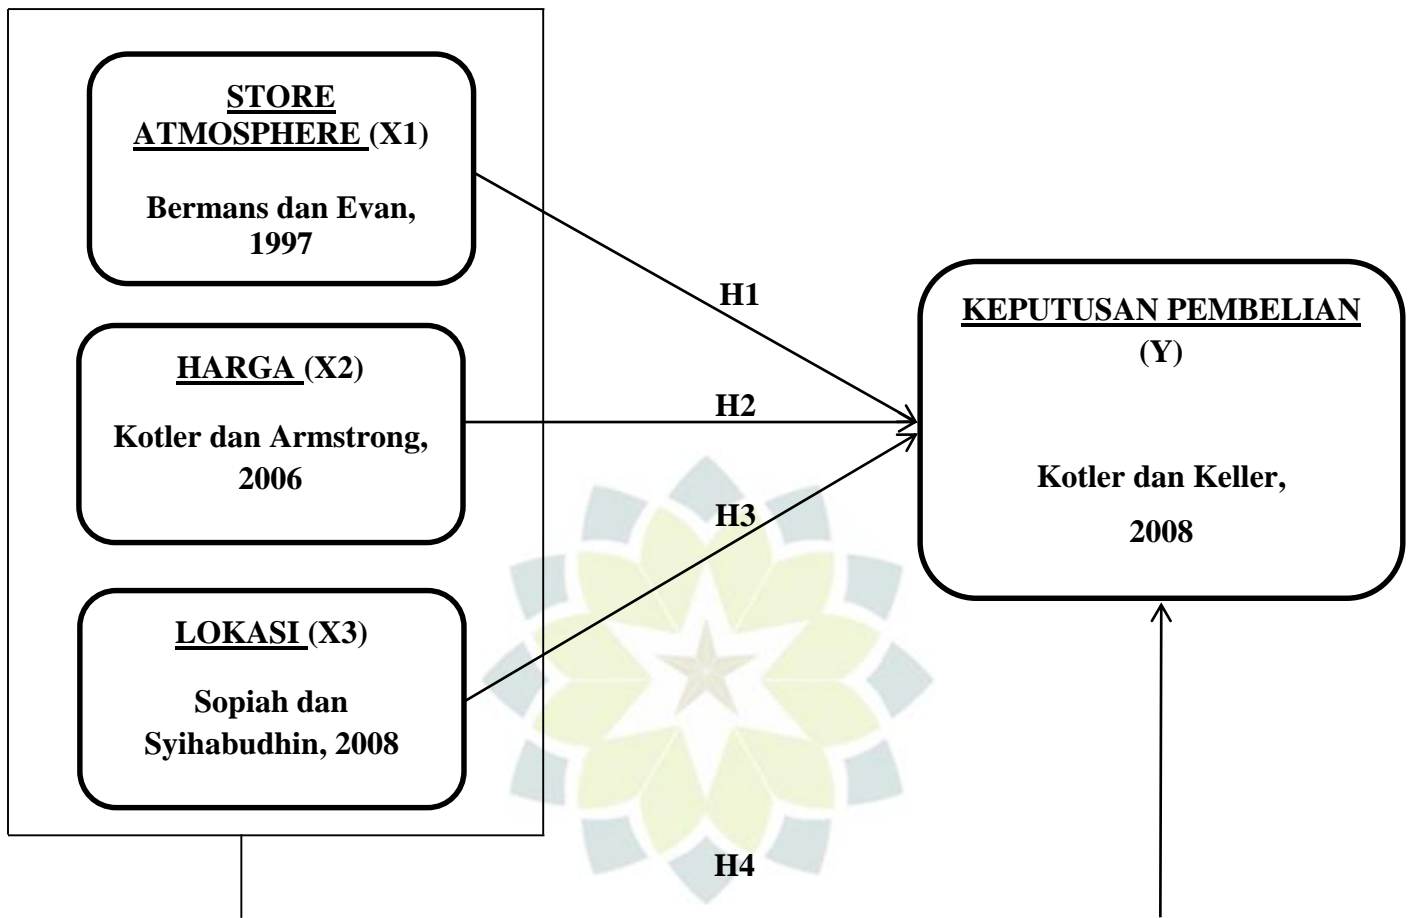 STORE
ATMOSPHERE (X1)
Bermans dan Evan,
1997
HARGA (X2)
Kotler dan Armstrong,
2006
LOKASI (X3)
Sopiah dan
Syihabudhin, 2008
H1
H2
H3
H4
KEPUTUSAN PEMBELIAN
(Y)
Kotler dan Keller,
2008